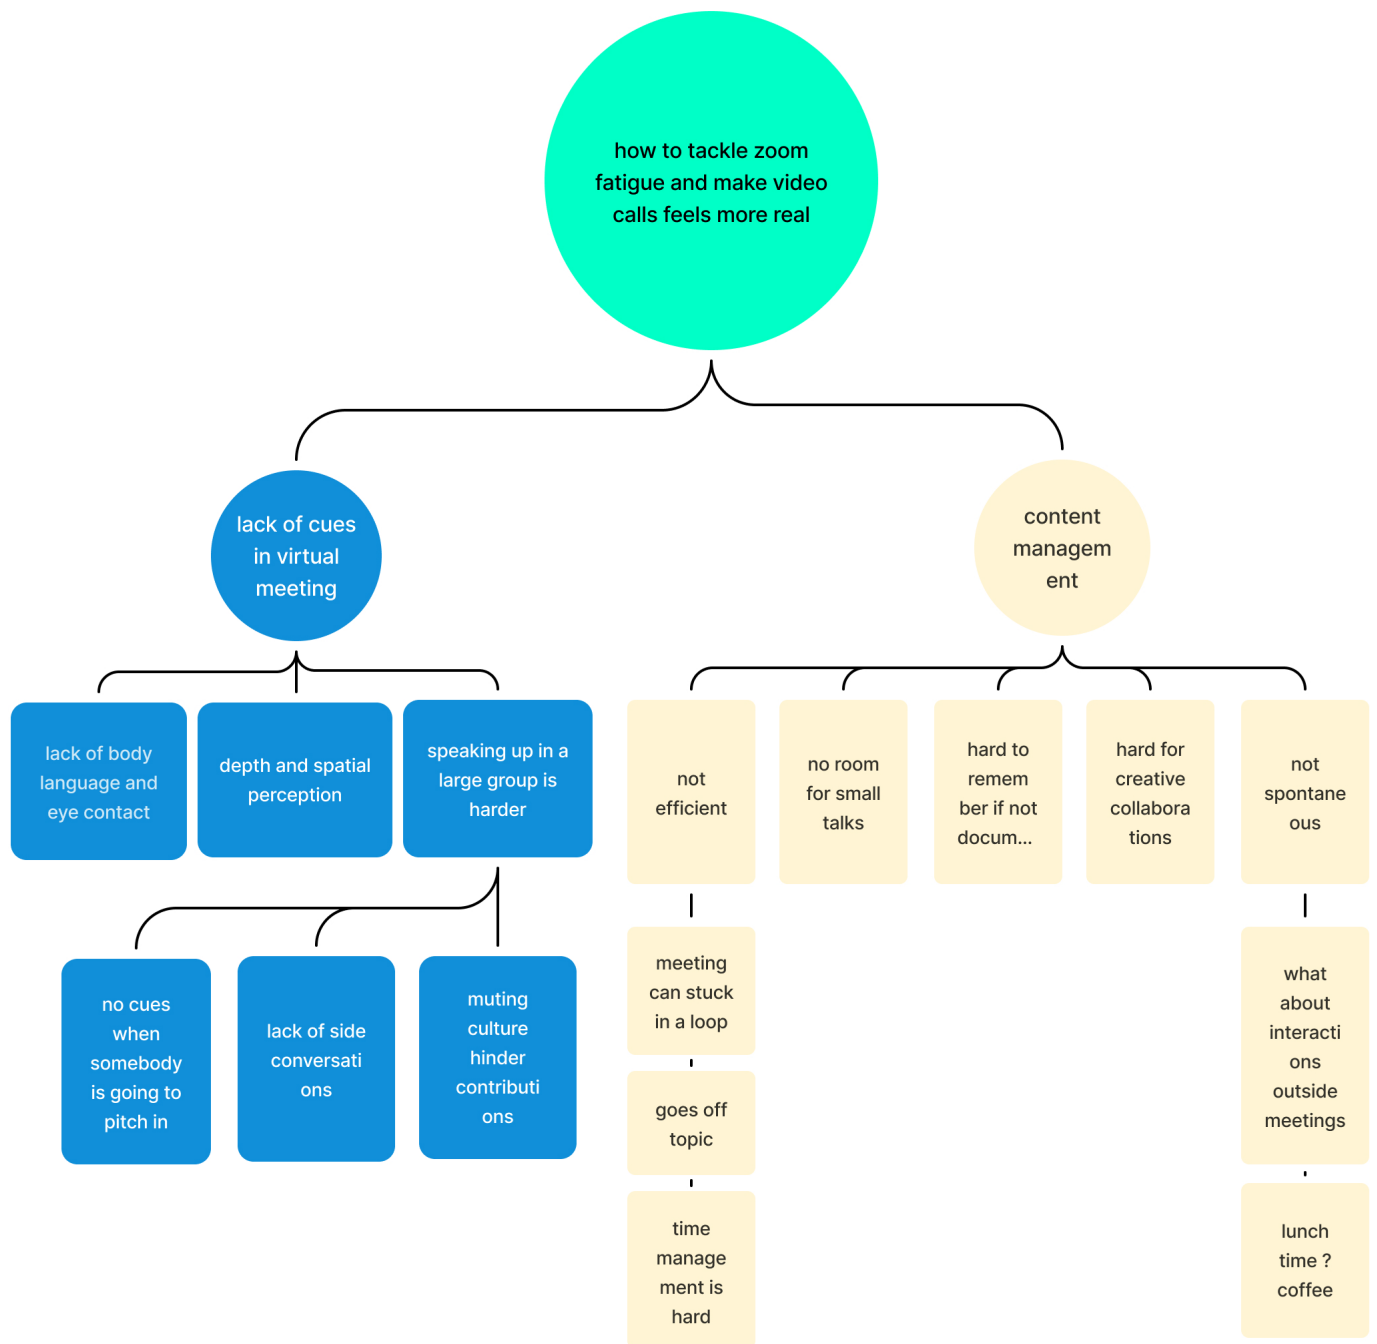 how to tackle zoom
fatigue and make video
calls feels more real
lack of cues
in virtual
meeting
content
managem
ent
lack of body
language and
eye contact
depth and spatial
perception
speaking up in a
large group is
harder
not
efficient
no room
for small
talks
hard to
remem
ber if not
docum...
hard for
creative
collabora
tions
not
spontane
ous
no cues
when
somebody
is going to
pitch in
lack of side
conversati
ons
muting
culture
hinder
contributi
ons
meeting
can stuck
in a loop
goes off
topic
time
manage
ment is
hard
what
about
interacti
ons
outside
meetings
lunch
time ?
coffee